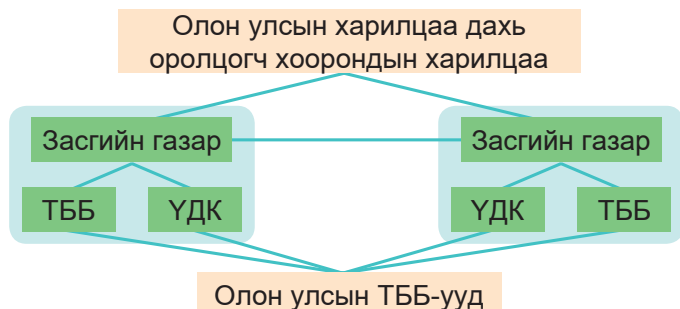 Олон улсын харилцаа дахь
оролцогч хоорондын харилцаа
Засгийн газар
Засгийн газар
ТББ
ҮДК
ҮДК
ТББ
Олон улсын ТББ-ууд